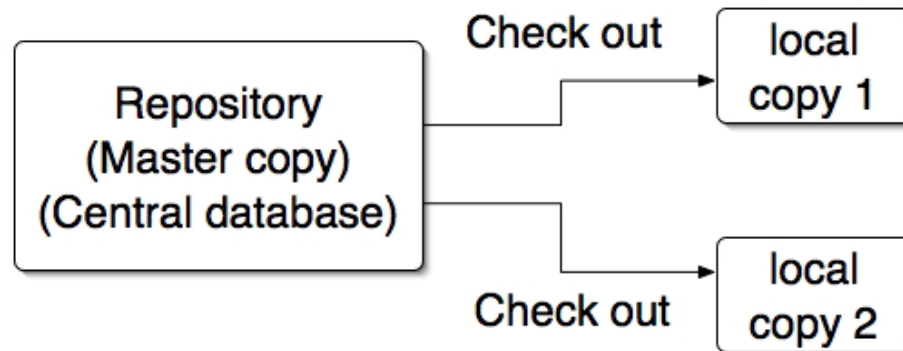 Check out
local
copy 1
Repository
(Master copy)
(Central database)
local
copy 2
Check out